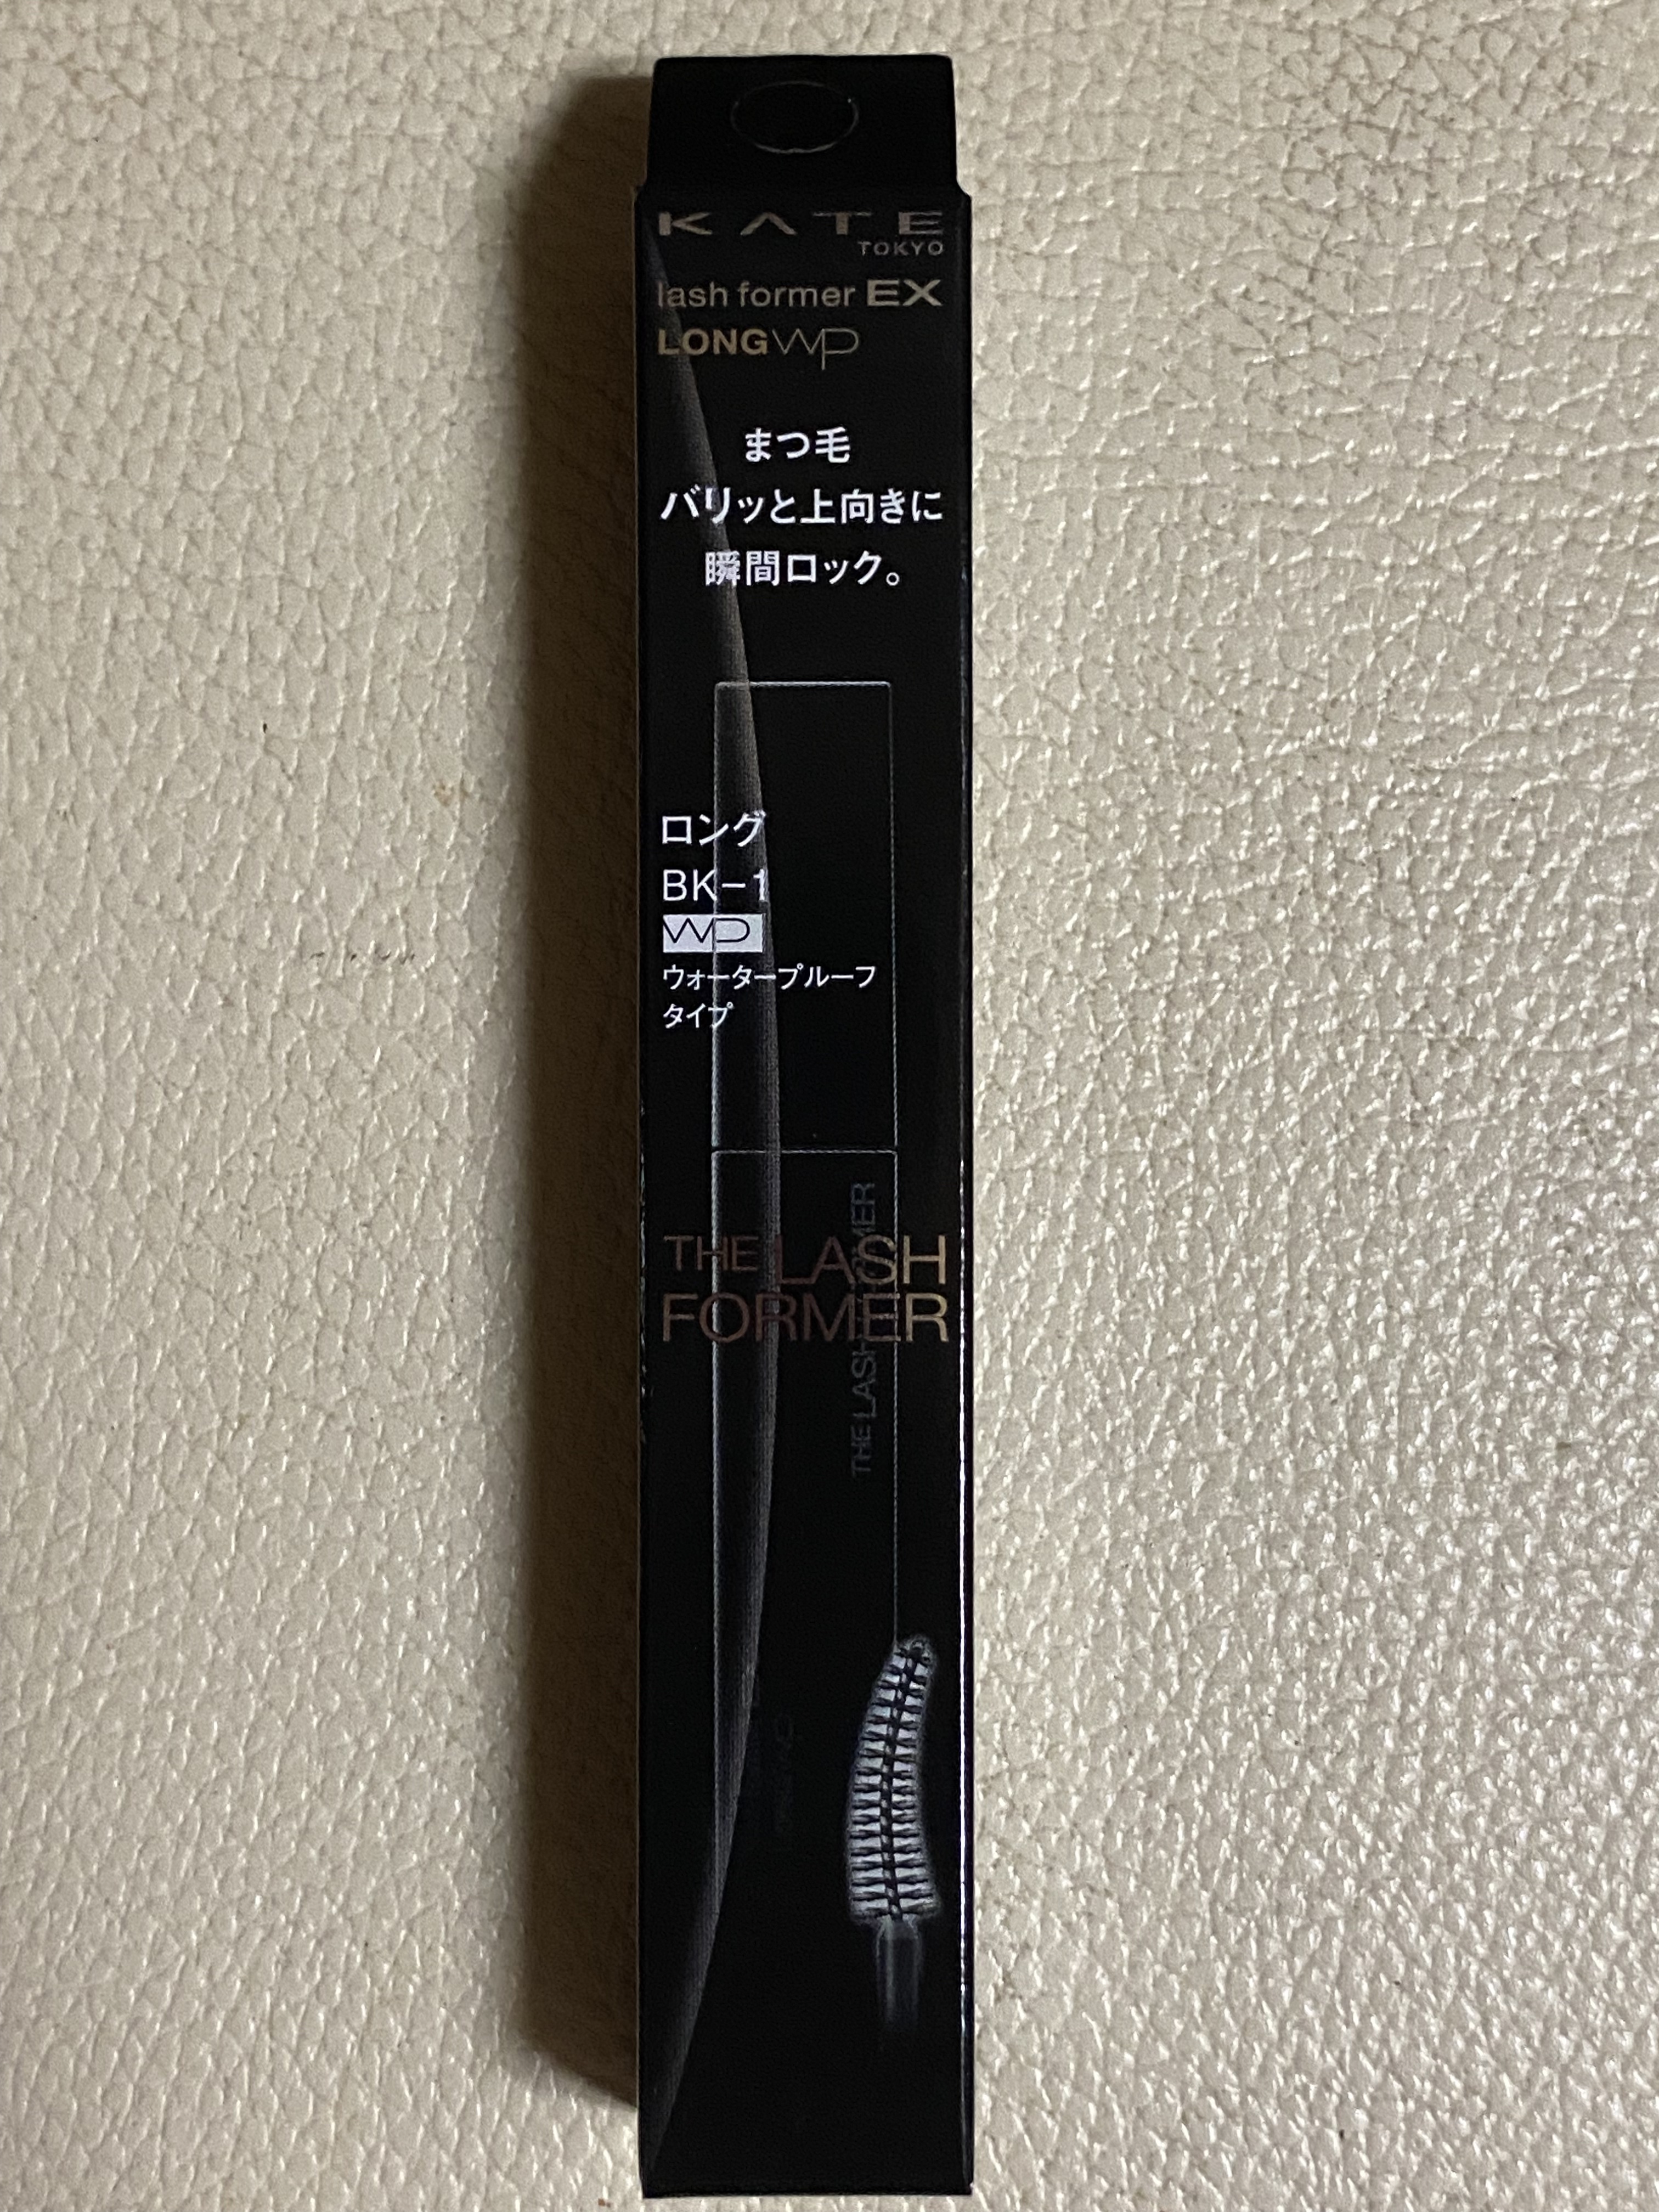 KATE
TOKYO
lash former EX
LONG WP
まつ毛
バリッと上向きに
瞬間ロック。
ロング
BK-1
WP
ウォータープルーフ
タイプ
THE LASH
FORMER
THE LASH FORMER